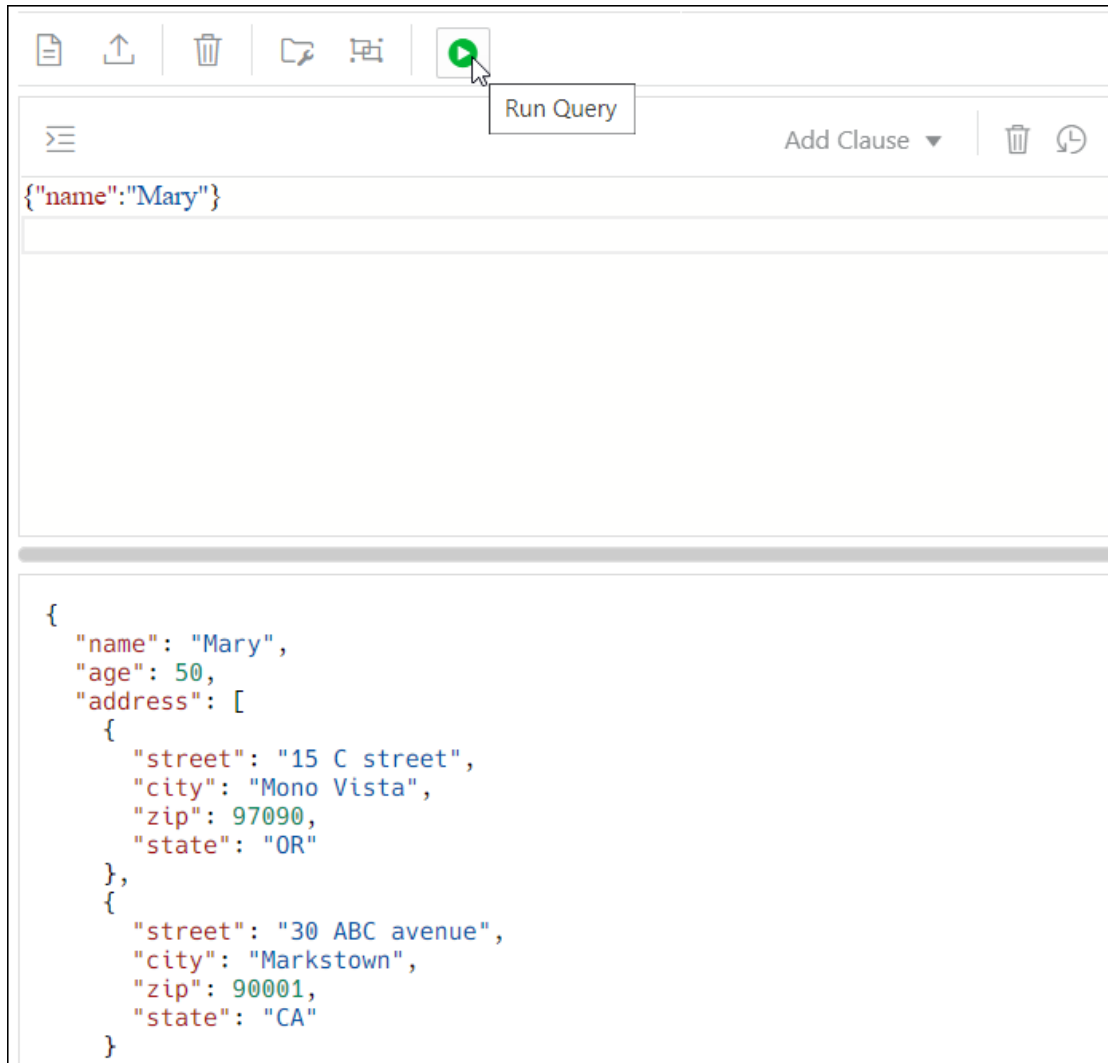 Run Query
Add Clause
{"name":"Mary"}
{
"name": "Mary",
"age": 50,
"address": [
{
"street": "15 C street",
"city": "Mono Vista",
"zip": 97090,
"state": "OR"
},
{
"street": "30 ABC avenue",
"city": "Markstown",
"zip": 90001,
"state": "CA"
}